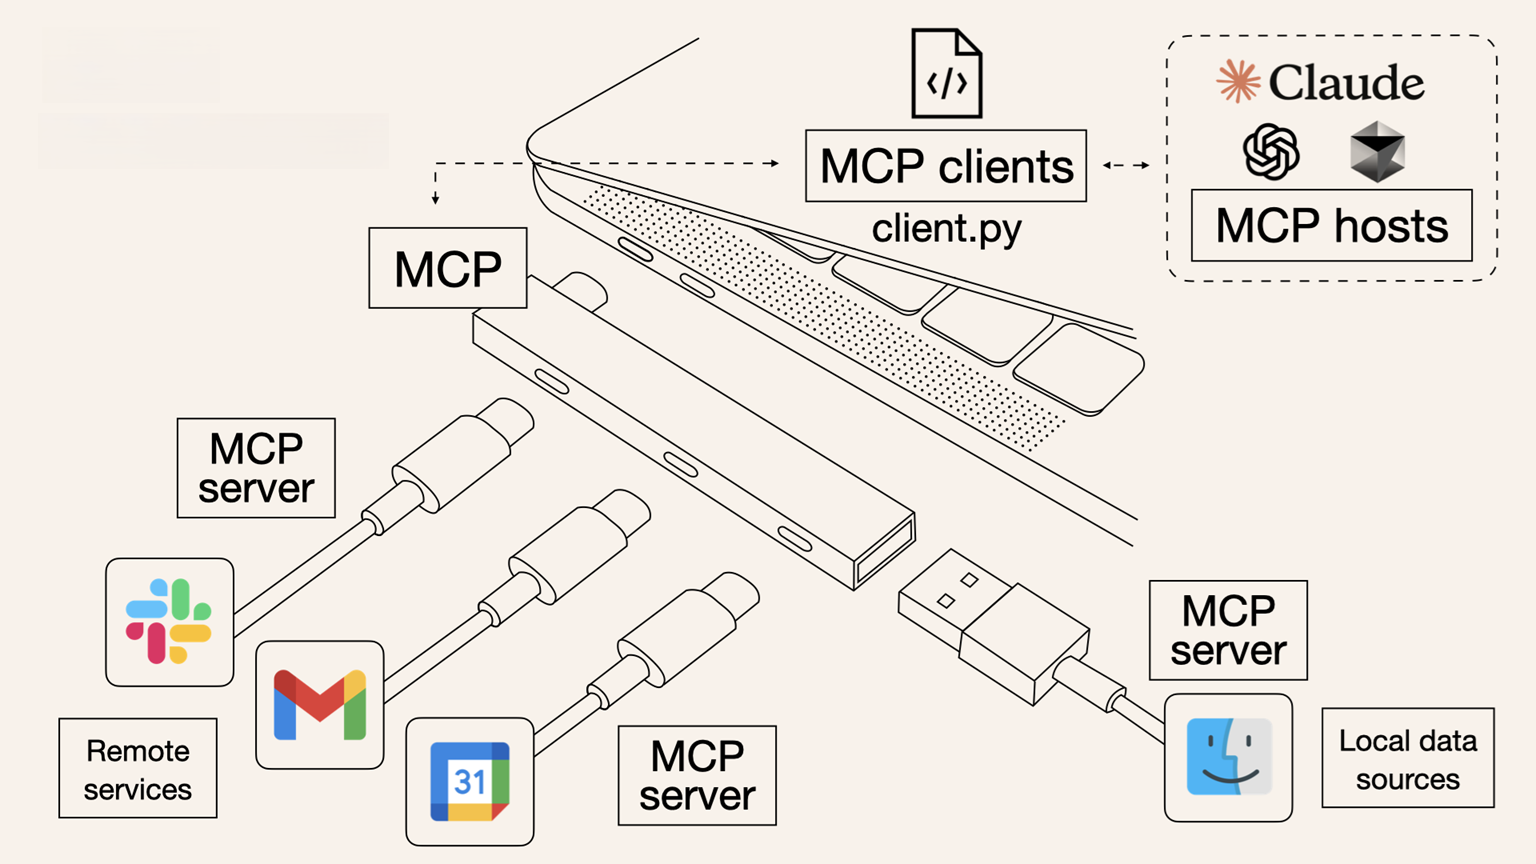 </>
Claude
MCP clients
client.py
MCP hosts
MCP
MCP
server
MCP
server
31
Remote
services
MCP
server
Local data
sources